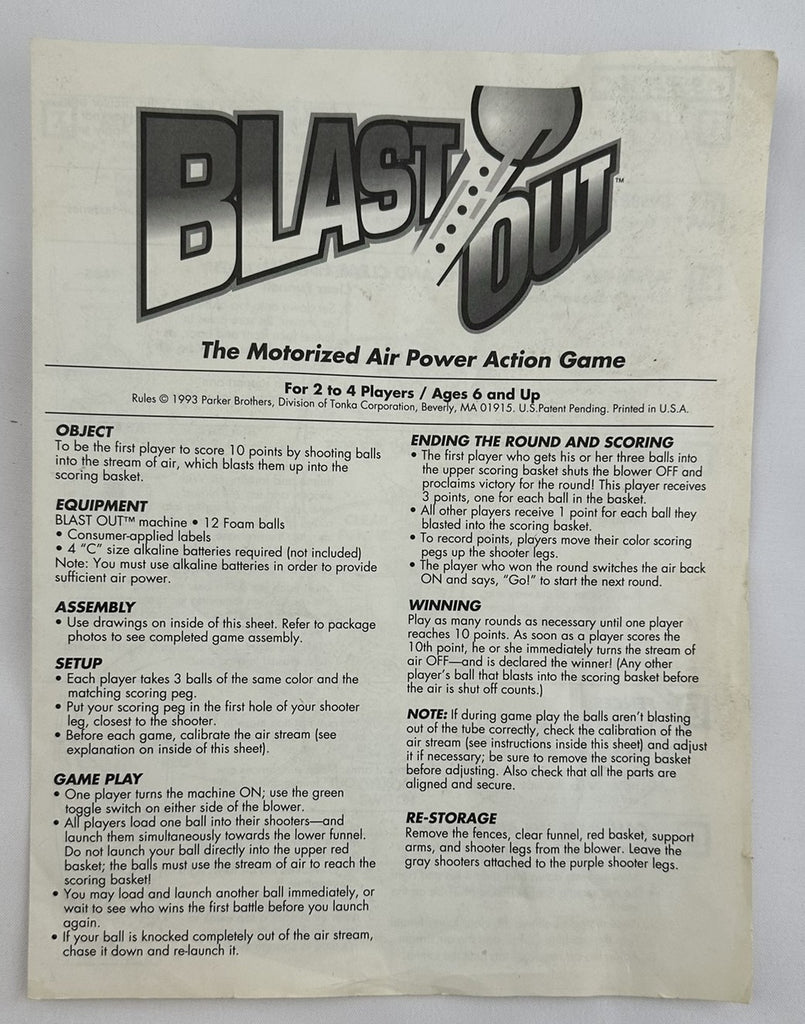 BLAST OUT™
The Motorized Air Power Action Game
For 2 to 4 Players / Ages 6 and Up
Rules © 1993 Parker Brothers, Division of Tonka Corporation, Beverly, MA 01915. U.S.Patent Pending. Printed in U.S.A.
OBJECT
To be the first player to score 10 points by shooting balls
into the stream of air, which blasts them up into the
scoring basket.
EQUIPMENT
BLAST OUT™ machine • 12 Foam balls
• Consumer-applied labels
• 4 "C" size alkaline batteries required (not included)
Note: You must use alkaline batteries in order to provide
sufficient air power.
ASSEMBLY
• Use drawings on inside of this sheet. Refer to package
photos to see completed game assembly.
SETUP
• Each player takes 3 balls of the same color and the
matching scoring peg.
• Put your scoring peg in the first hole of your shooter
leg, closest to the shooter.
• Before each game, calibrate the air stream (see
explanation on inside of this sheet).
GAME PLAY
• One player turns the machine ON; use the green
toggle switch on either side of the blower.
• All players load one ball into their shooters—and
launch them simultaneously towards the lower funnel.
Do not launch your ball directly into the upper red
basket; the balls must use the stream of air to reach the
scoring basket!
• You may load and launch another ball immediately, or
wait to see who wins the first battle before you launch
again.
• If your ball is knocked completely out of the air stream,
chase it down and re-launch it.
ENDING THE ROUND AND SCORING
• The first player who gets his or her three balls into
the upper scoring basket shuts the blower OFF and
proclaims victory for the round! This player receives
3 points, one for each ball in the basket.
• All other players receive 1 point for each ball they
blasted into the scoring basket.
• To record points, players move their color scoring
pegs up the shooter legs.
• The player who won the round switches the air back
ON and says, "Go!" to start the next round.
WINNING
Play as many rounds as necessary until one player
reaches 10 points. As soon as a player scores the
10th point, he or she immediately turns the stream of
air OFF—and is declared the winner! (Any other
player's ball that blasts into the scoring basket before
the air is shut off counts.)
NOTE: If during game play the balls aren't blasting
out of the tube correctly, check the calibration of the
air stream (see instructions inside this sheet) and adjust
it if necessary; be sure to remove the scoring basket
before adjusting. Also check that all the parts are
aligned and secure.
RE-STORAGE
Remove the fences, clear funnel, red basket, support
arms, and shooter legs from the blower. Leave the
gray shooters attached to the purple shooter legs.